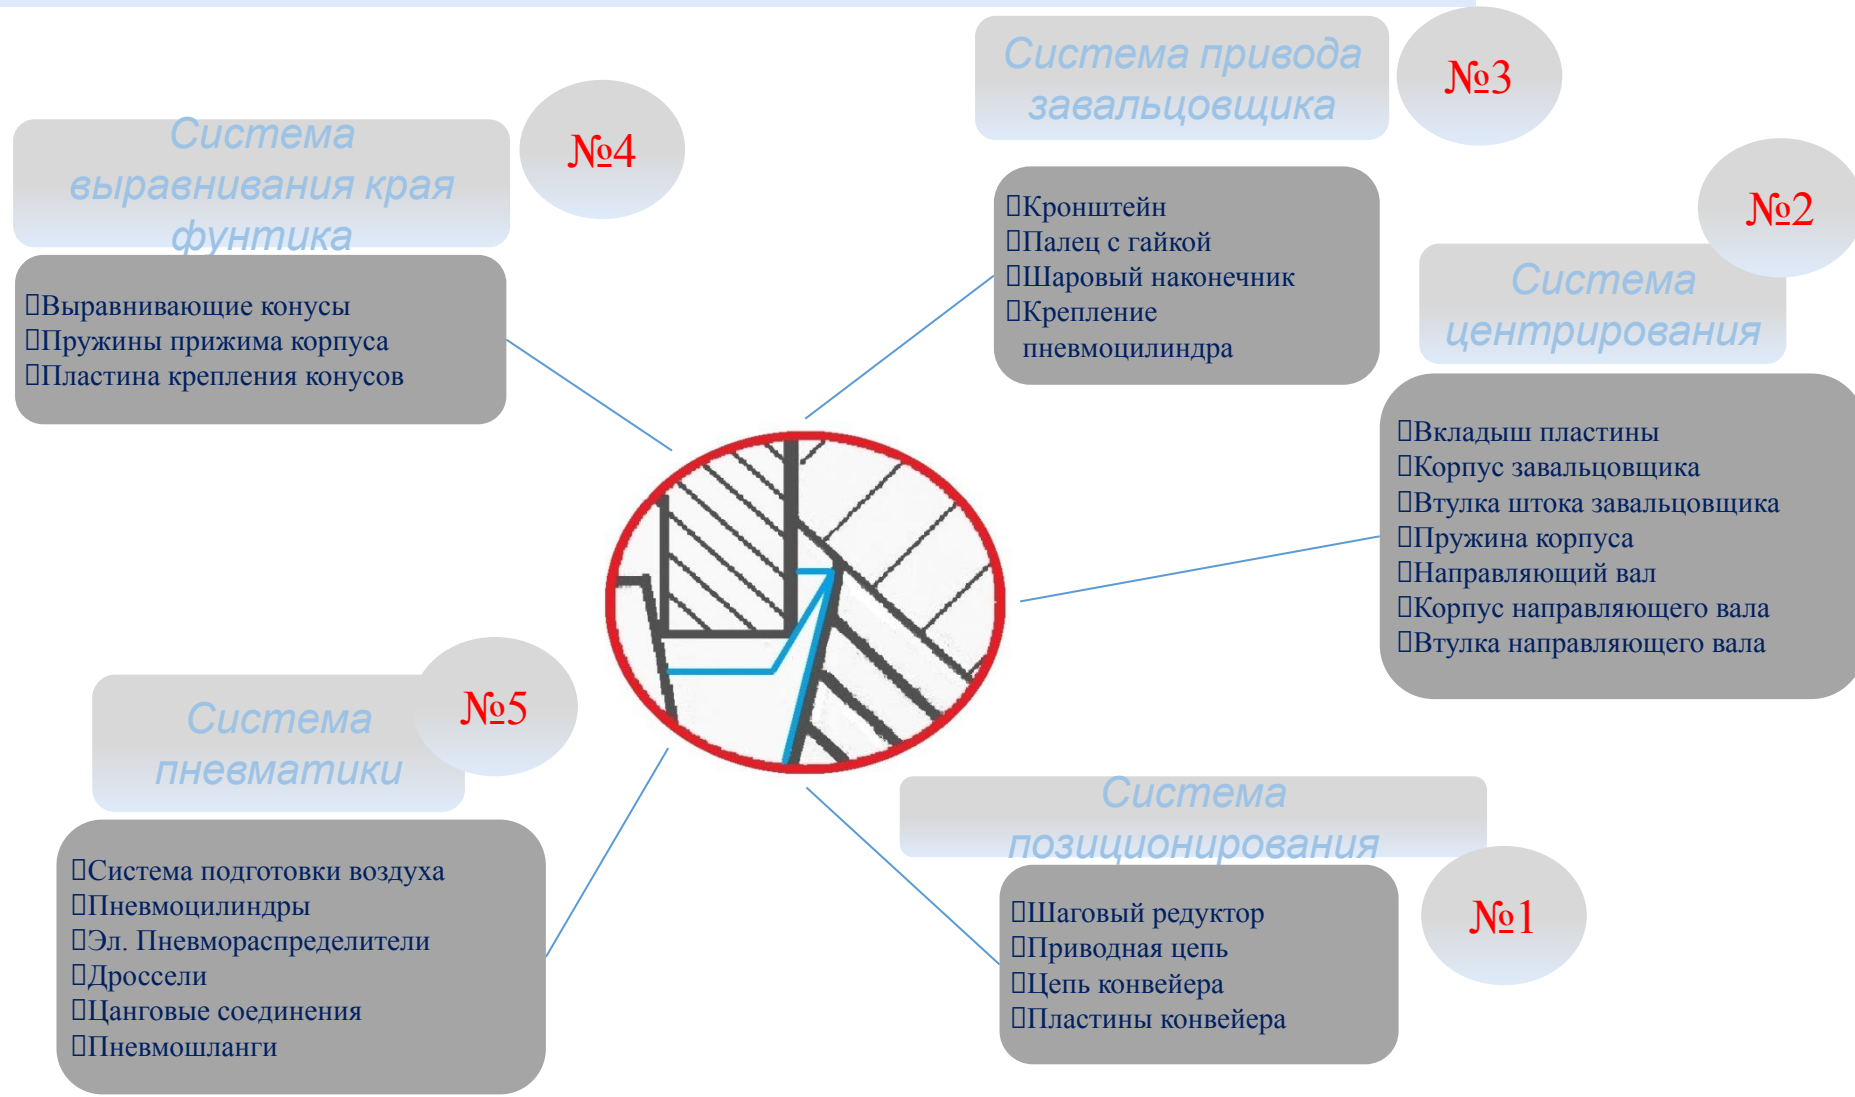 Система привода
завальцовщика
№3
Кронштейн
Палец с гайкой
Шаровый наконечник
Крепление
пневмоцилиндра
Система
выравнивания края
фунтика
№4
Выравнивающие конусы
Пружины прижима корпуса
Пластина крепления конусов
№2
Система
центрирования
Вкладыш пластины
Корпус завальцовщика
Втулка штока завальцовщика
Пружина корпуса
Направляющий вал
Корпус направляющего вала
Втулка направляющего вала
Система
пневматики
№5
Система подготовки воздуха
Пневмоцилиндры
Эл. Пневмораспределители
Дроссели
Цанговые соединения
Пневмошланги
Система
позиционирования
№1
Шаговый редуктор
Приводная цепь
Цепь конвейера
Пластины конвейера